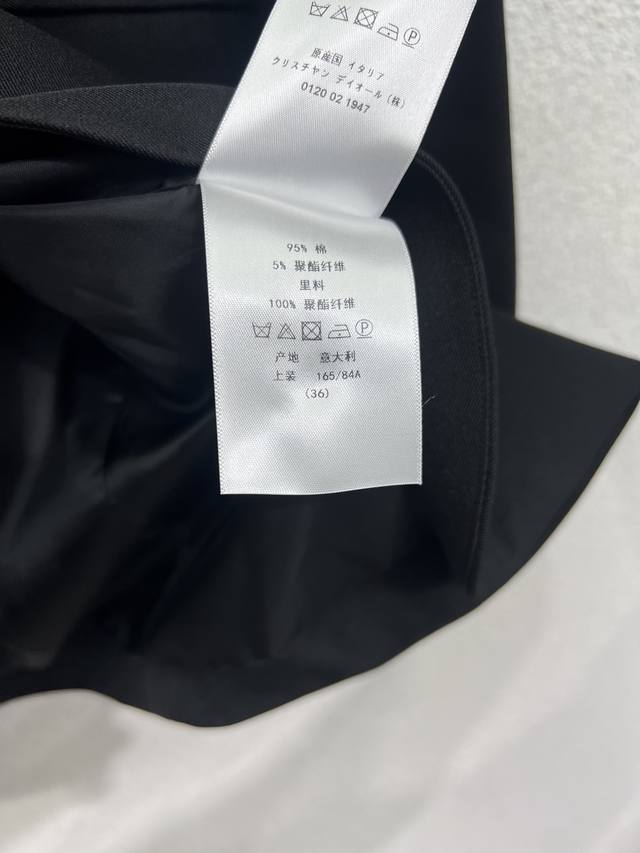 原産国 イタリア
クリスチャン ディオール (株)
0120 02 1947
95% 棉
5% 聚酯纤维
里料
100% 聚酯纤维
P
产地 意大利
上装 165/84A
(36)